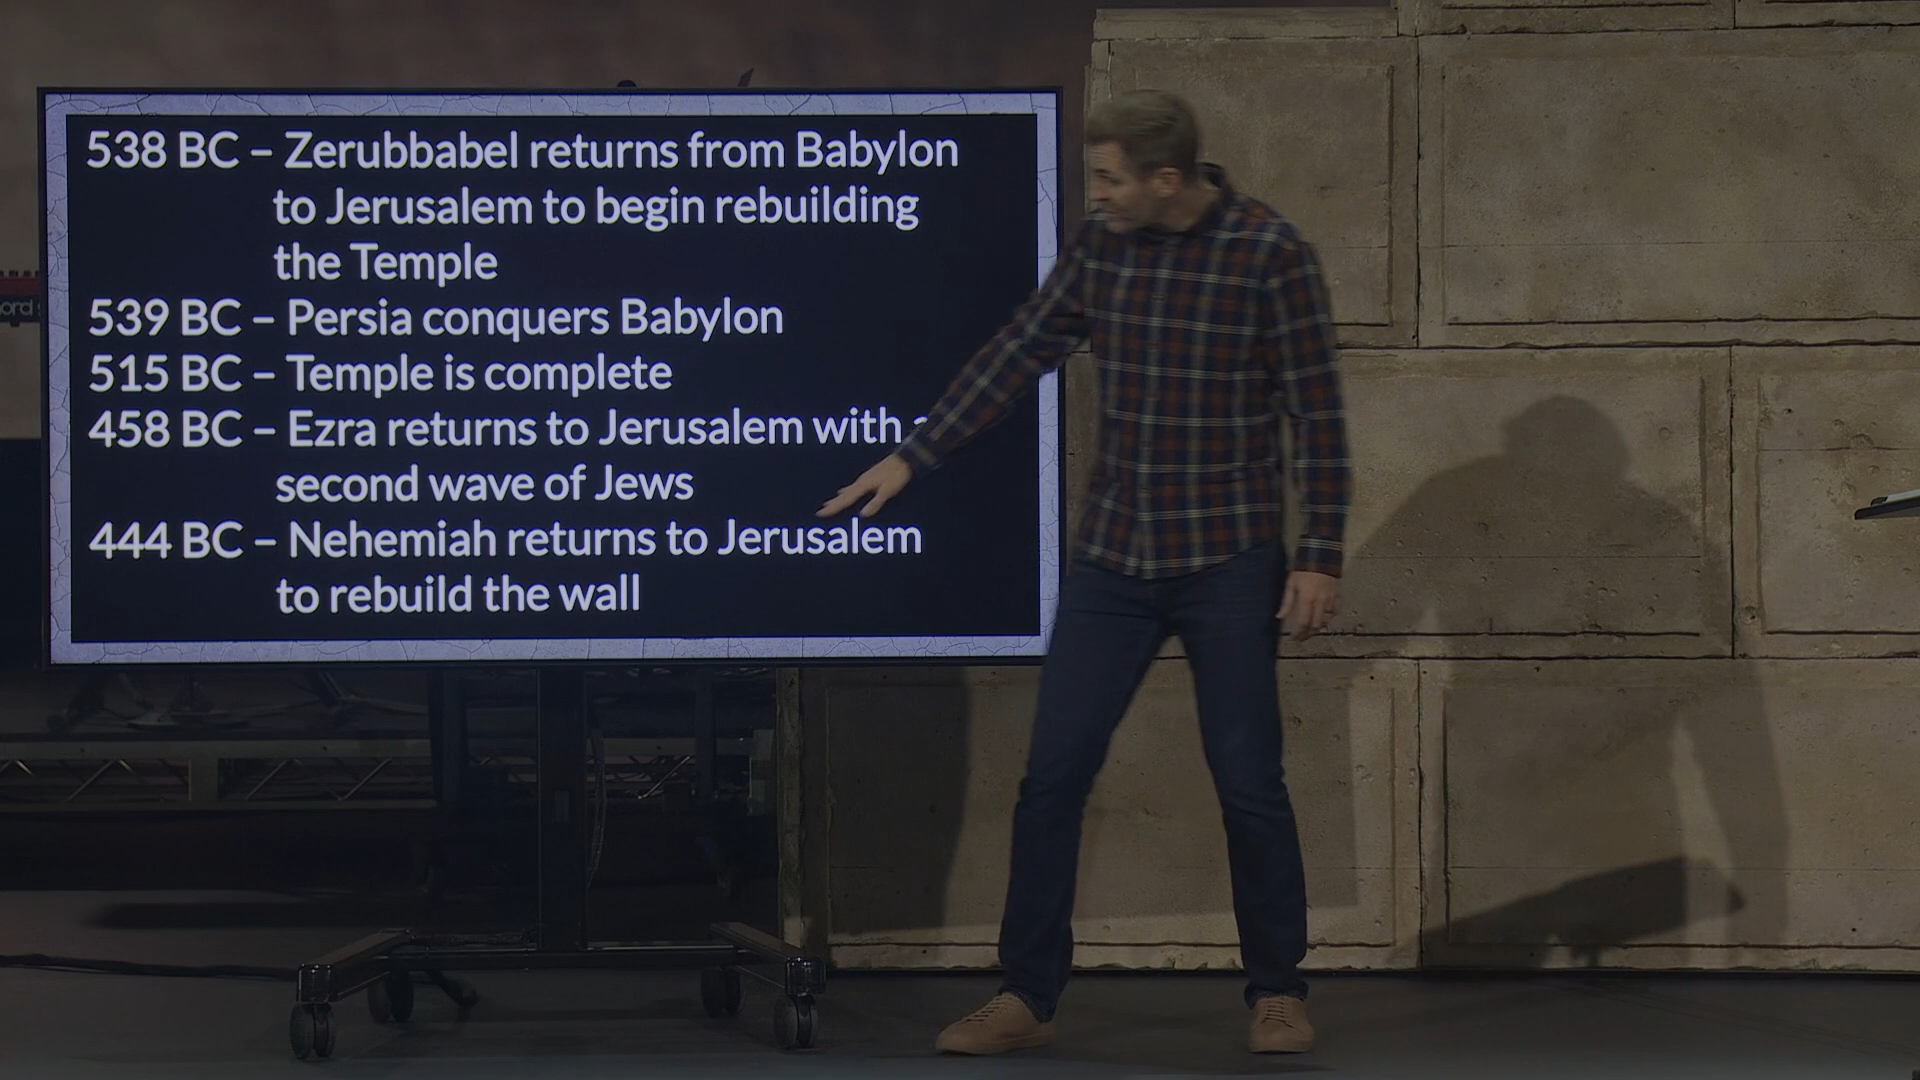 538 BC – Zerubbabel returns from Babylon
to Jerusalem to begin rebuilding
the Temple
539 BC – Persia conquers Babylon
515 BC – Temple is complete
458 BC – Ezra returns to Jerusalem with
second wave of Jews
444 BC – Nehemiah returns to Jerusalem
to rebuild the wall